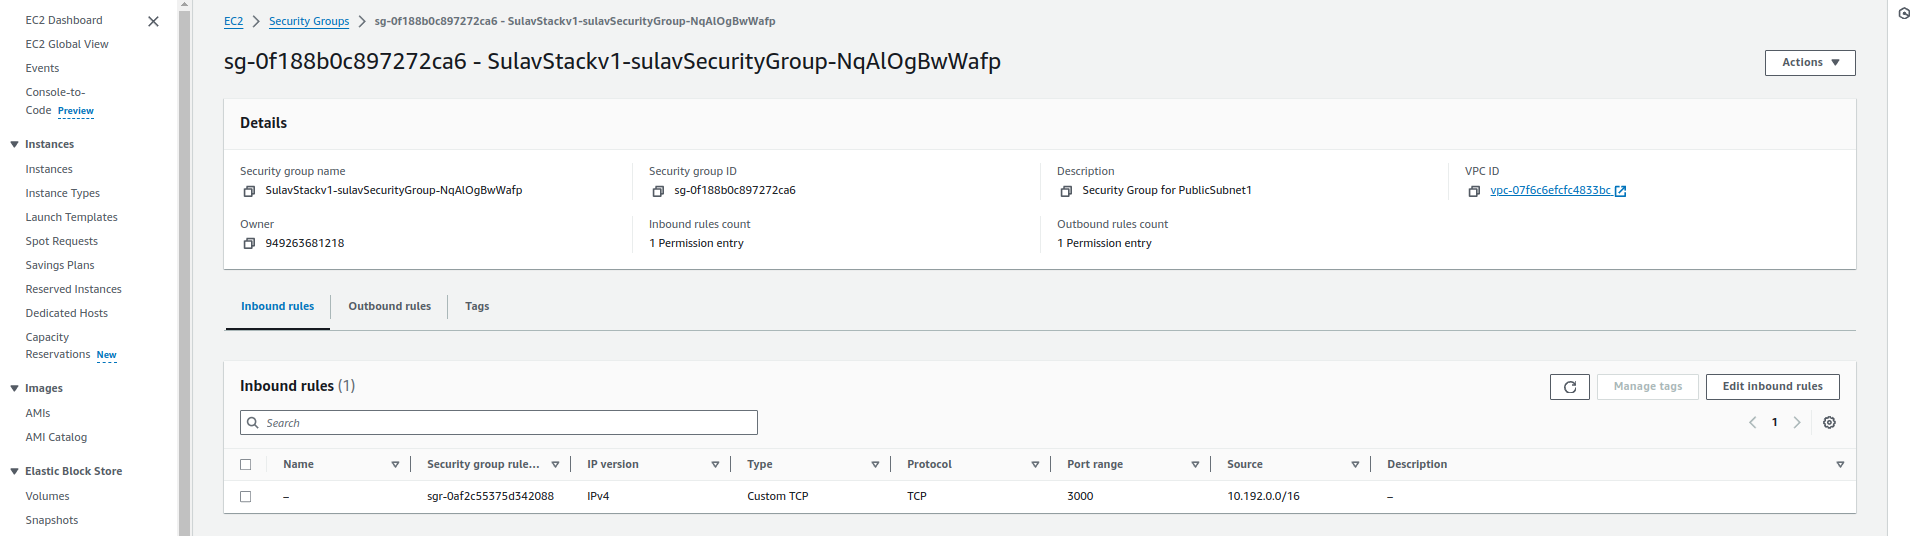 EC2 Dashboard
EC2 Global View
Events
Console-to-
Code Preview
Instances
Instances
Instance Types
Launch Templates
Spot Requests
Savings Plans
Reserved Instances
Dedicated Hosts
Capacity
Reservations New
Images
AMIs
AMI Catalog
Elastic Block Store
Volumes
Snapshots
EC2 Security Groups sg-0f188b0c897272ca6 - SulavStackv1-sulavSecurityGroup-NqAlOgBwWafp
sg-0f188b0c897272ca6 - SulavStackv1-sulavSecurityGroup-NqAlOgBwWafp
Actions
Details
Security group name
SulavStackv1-sulavSecurityGroup-NqAlOgBwWafp
Security group ID
sg-0f188b0c897272ca6
Description
Security Group for PublicSubnet1
VPC ID
vpc-07f6c6efcfc4833bc
Owner
949263681218
Inbound rules count
1 Permission entry
Outbound rules count
1 Permission entry
Inbound rules Outbound rules Tags
Inbound rules (1)
Manage tags
Edit inbound rules
Search
1
Name Security group rule... IP version Type Protocol Port range Source Description
– sgr-0af2c55375d342088 IPv4 Custom TCP TCP 3000 10.192.0.0/16 –